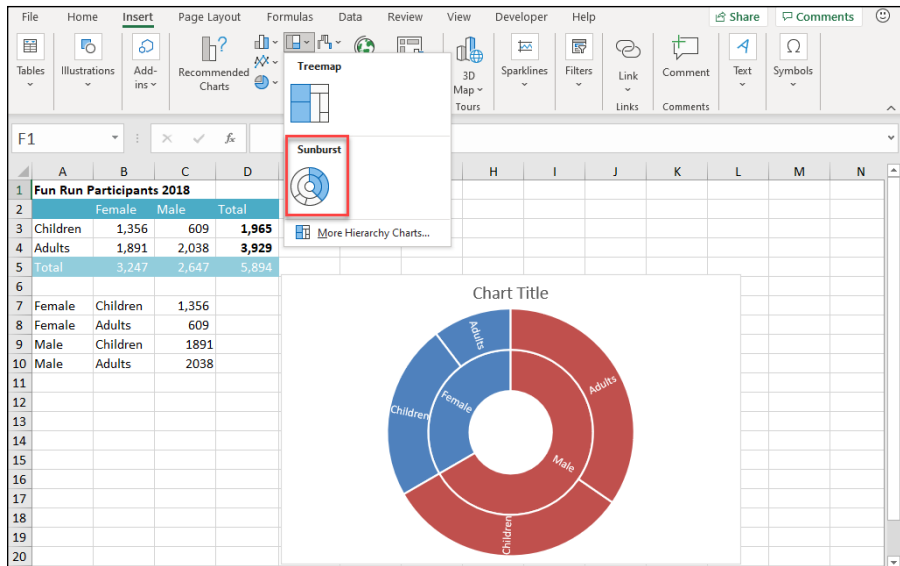 File Home Insert Page Layout Formulas Data Review View Developer Help Share Comments
Tables Illustrations Add-ins Recommended Charts 3D Map Sparklines Filters Link Comment Text Symbols
Tours Links Comments
Treemap
Sunburst
More Hierarchy Charts...
F1 fx
A B C D H I J K L M N
1 Fun Run Participants 2018
2 Female Male Total
3 Children 1,356 609 1,965
4 Adults 1,891 2,038 3,929
5 Total 3,247 2,647 5,894
6
7 Female Children 1,356
8 Female Adults 609
9 Male Children 1891
10 Male Adults 2038
11
12
13
14
15
16
17
18
19
20
Chart Title
Adults
Adults
Children
Female
Male
Children